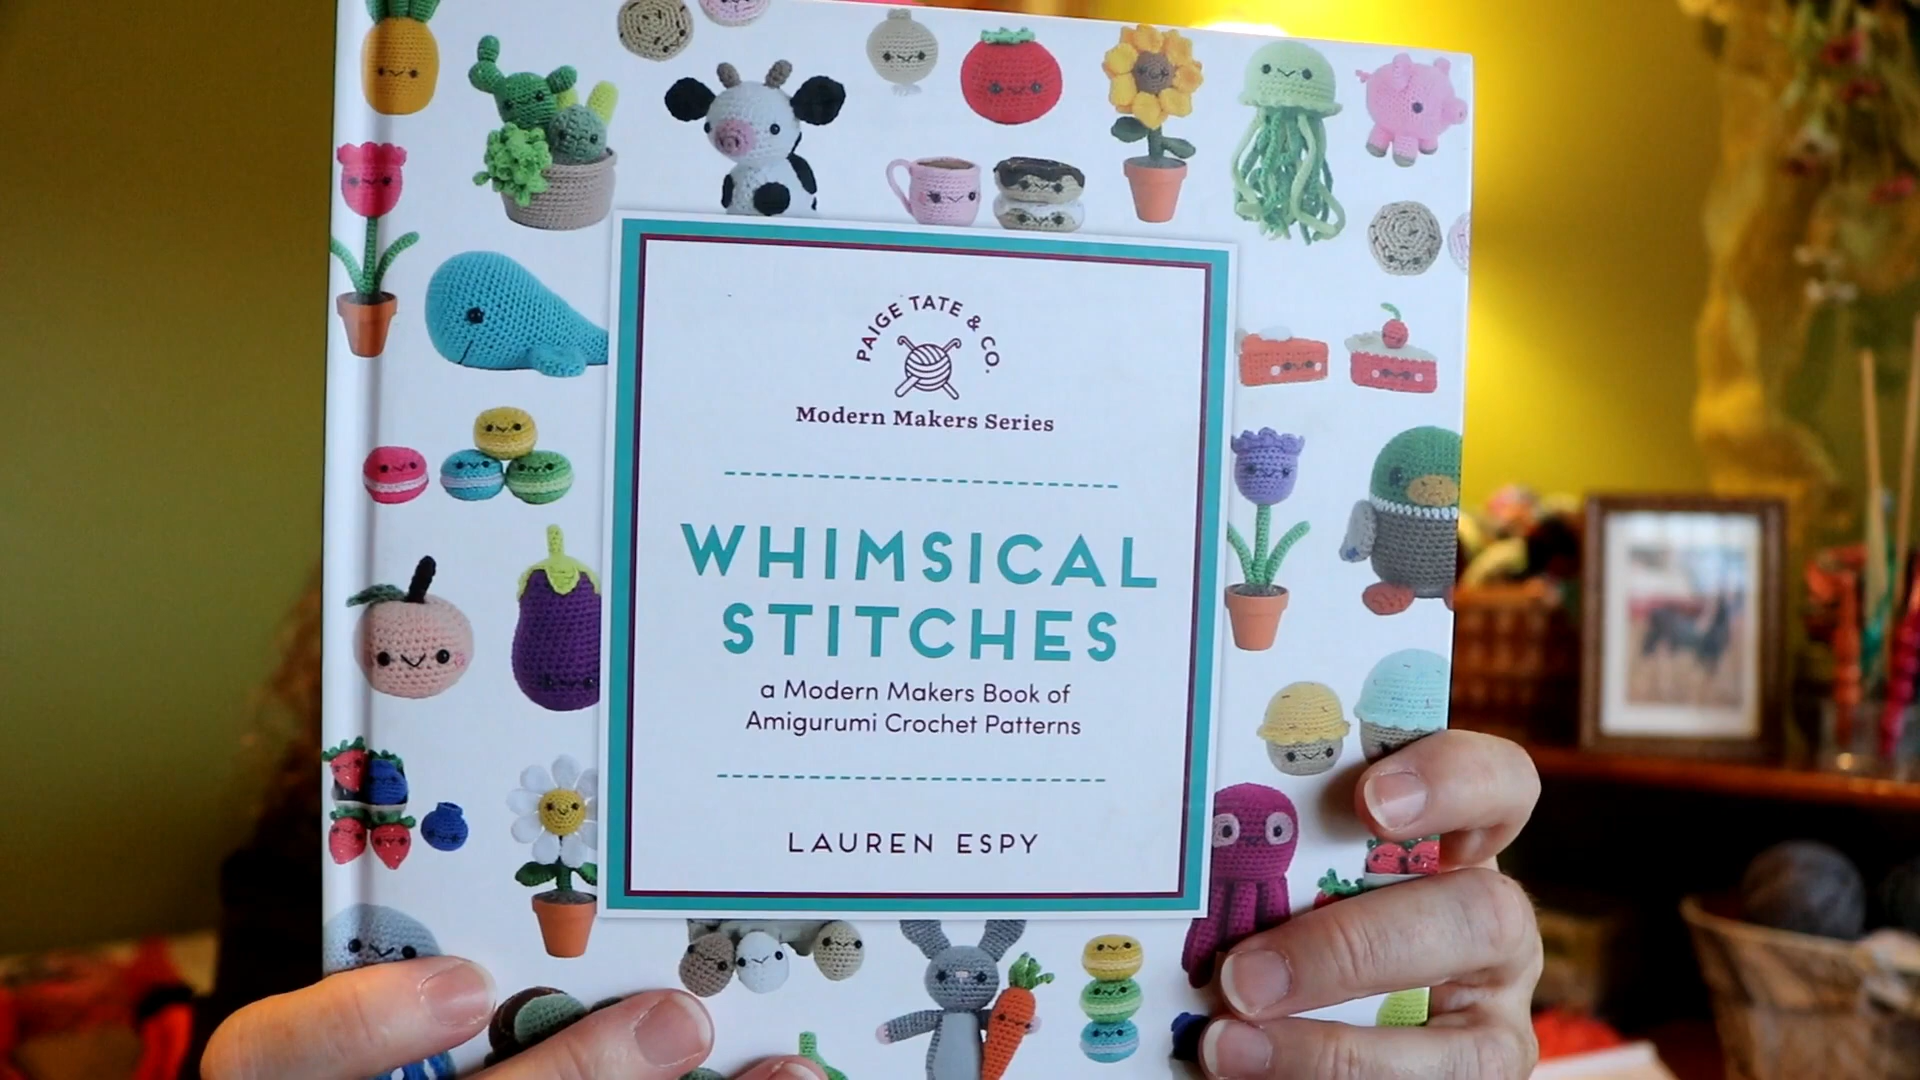 PAIGE TATE & CO.
Modern Makers Series
WHIMSICAL
STITCHES
a Modern Makers Book of
Amigurumi Crochet Patterns
LAUREN ESPY